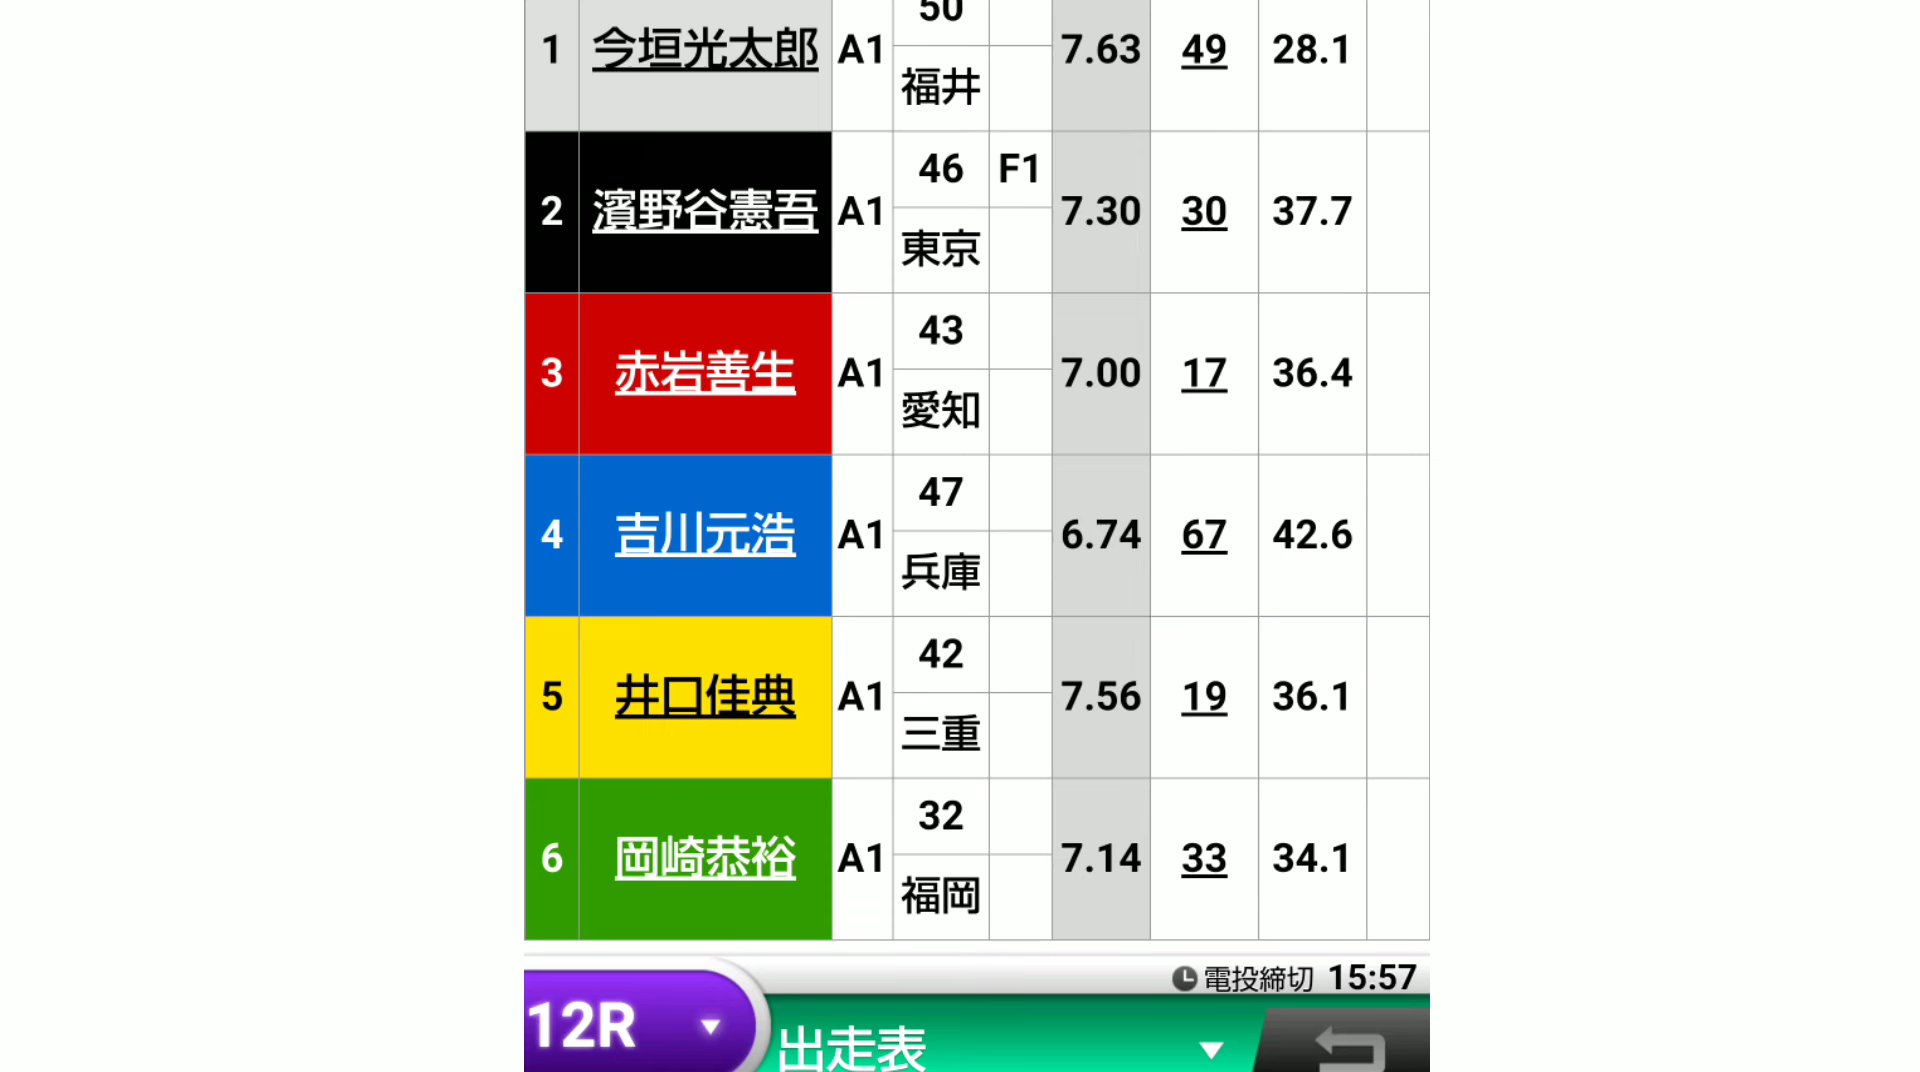 50
1 今垣光太郎 A1 7.63 49 28.1
福井
46 F1
2 濱野谷憲吾 A1 7.30 30 37.7
東京
43
3 赤岩善生 A1 7.00 17 36.4
愛知
47
4 吉川元浩 A1 6.74 67 42.6
兵庫
42
5 井口佳典 A1 7.56 19 36.1
三重
32
6 岡崎恭裕 A1 7.14 33 34.1
福岡
電投締切 15:57
12R
出走表